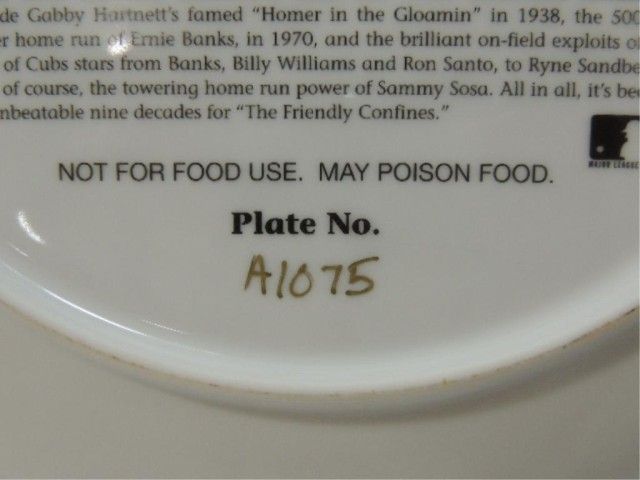 de Gabby Hartnett's famed “Homer in the Gloamin” in 1938, the 500
home run of Ernie Banks, in 1970, and the brilliant on-field exploits o
of Cubs stars from Banks, Billy Williams and Ron Santo, to Ryne Sandbe
of course, the towering home run power of Sammy Sosa. All in all, it's bee
nbeatable nine decades for “The Friendly Confines.”
MAJOR LEAGUE
NOT FOR FOOD USE. MAY POISON FOOD.
Plate No.
A1075